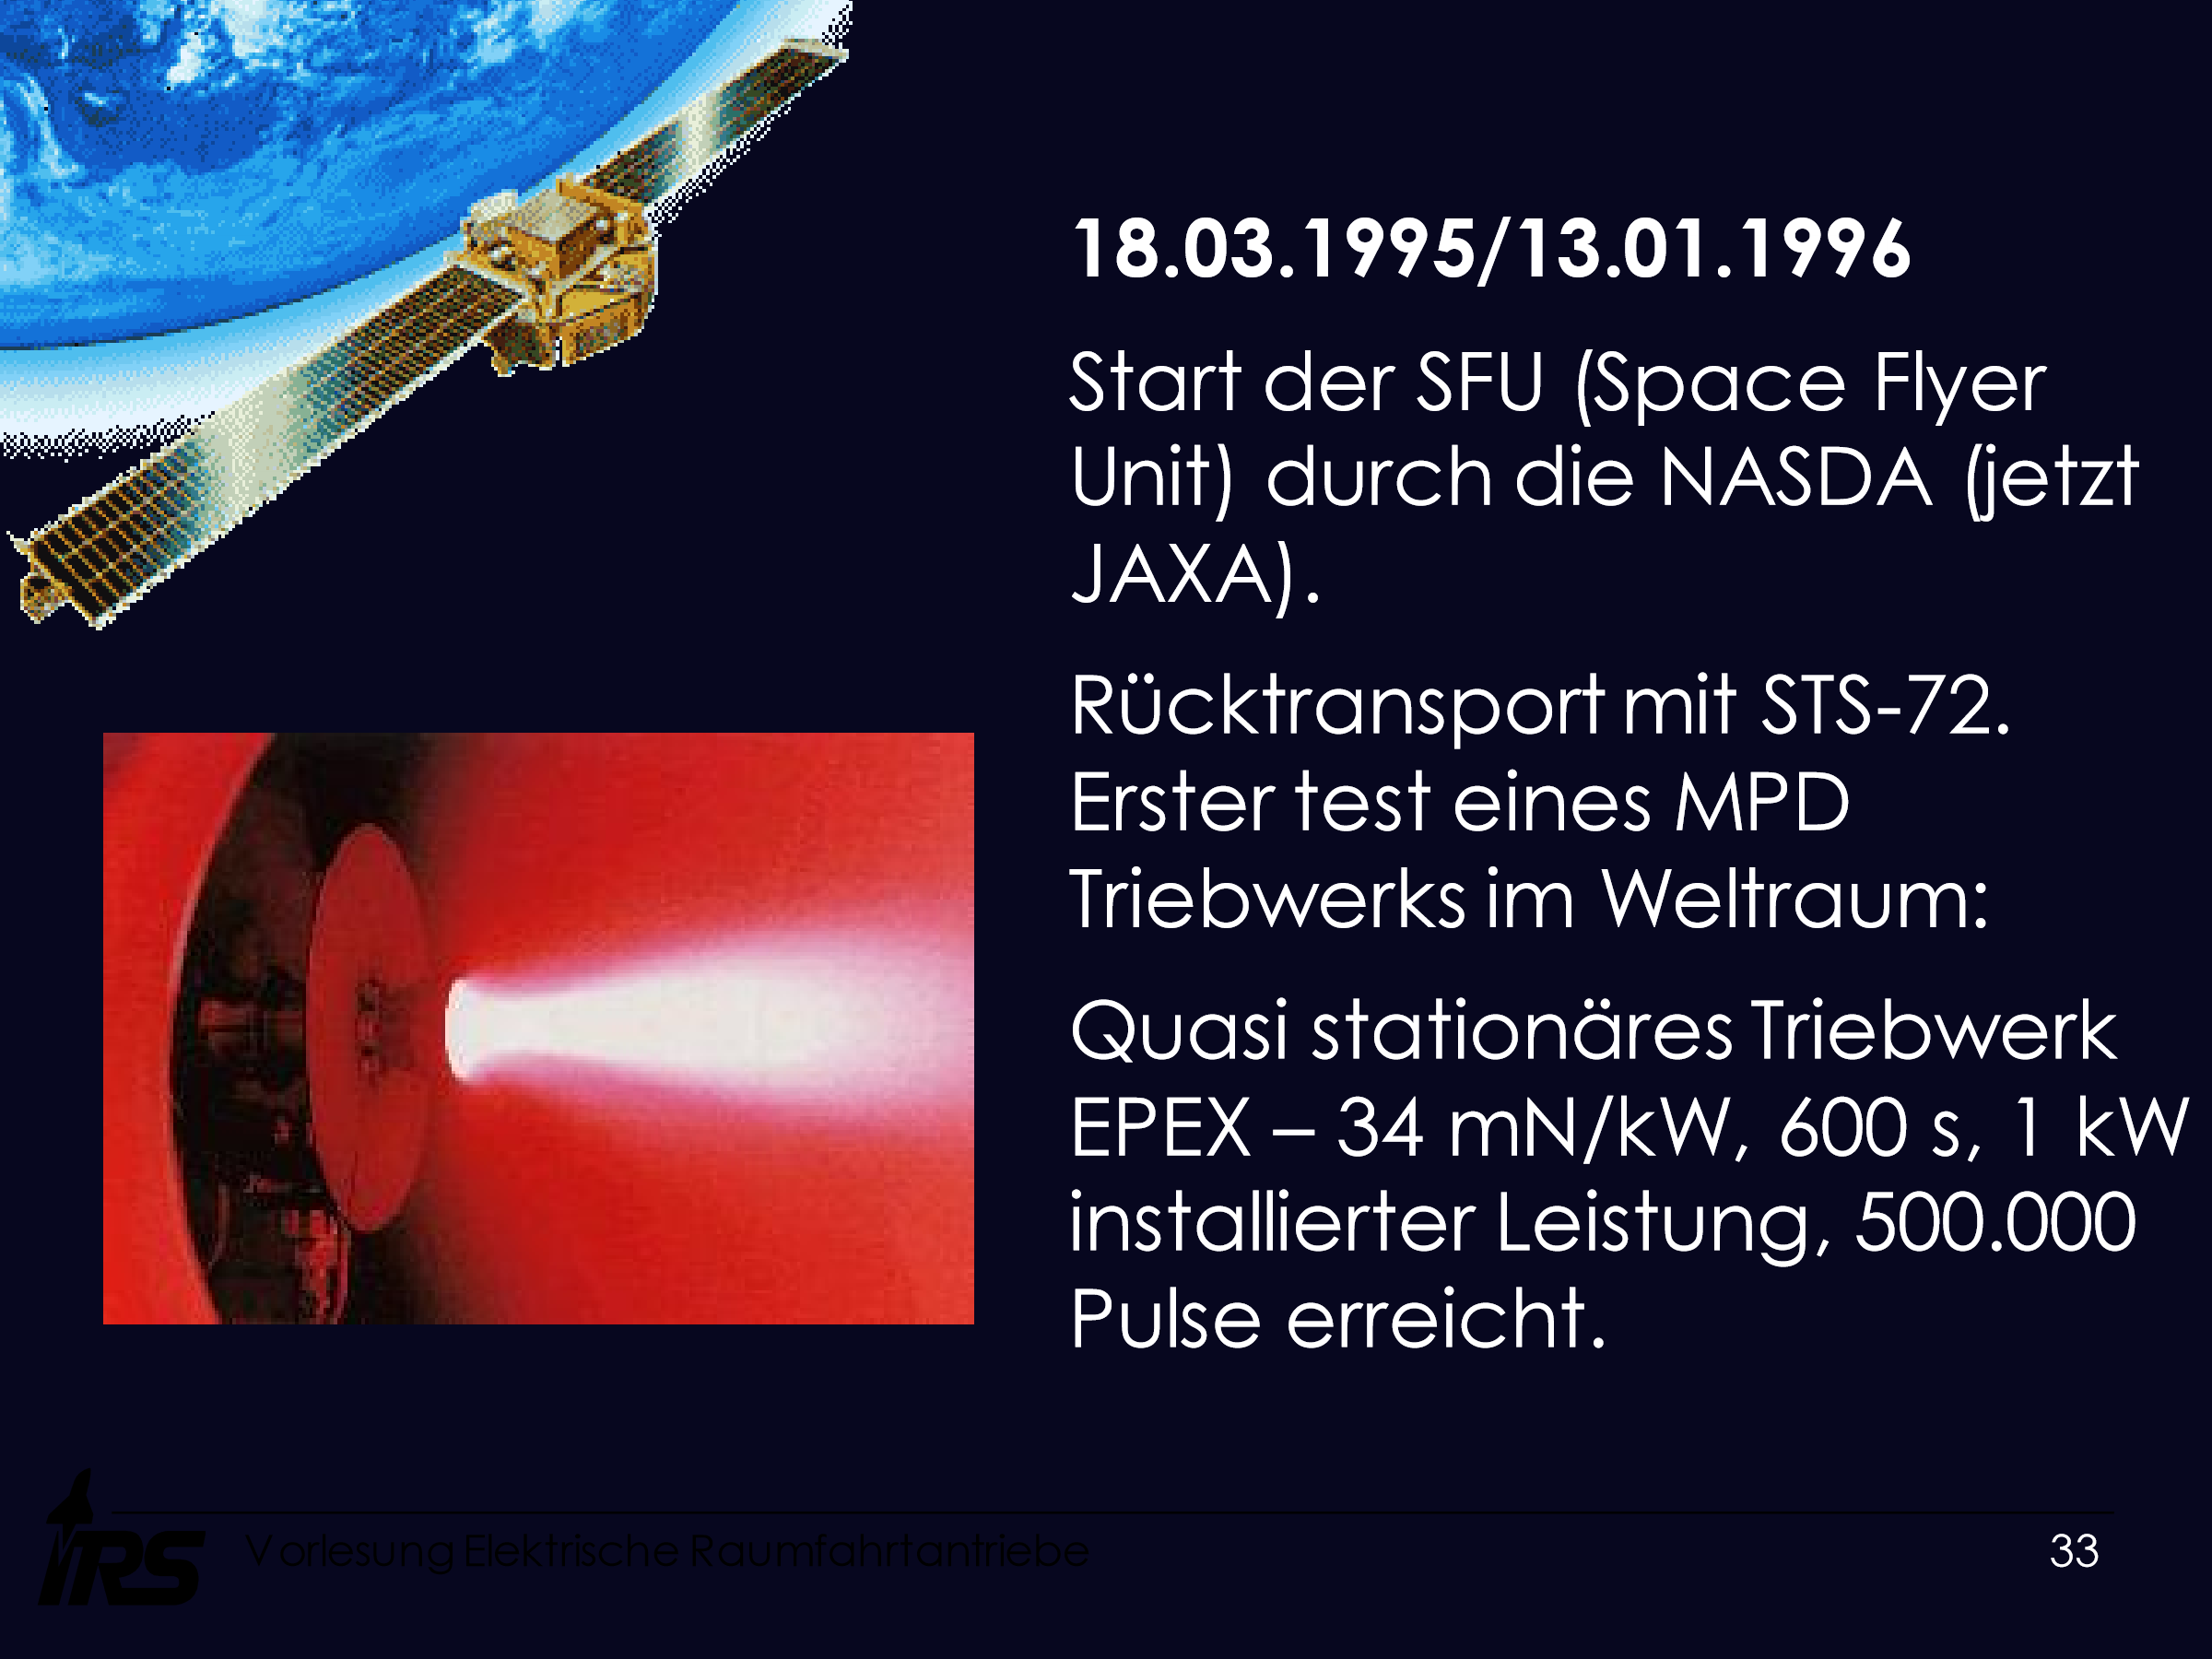 18.03.1995/13.01.1996
Start der SFU (Space Flyer
Unit) durch die NASDA (jetzt
JAXA).
Rücktransport mit STS-72.
Erster test eines MPD
Triebwerks im Weltraum:
Quasi stationäres Triebwerk
EPEX – 34 mN/kW, 600 s, 1 kW
installierter Leistung, 500.000
Pulse erreicht.
IRS
Vorlesung Elektrische Raumfahrtantriebe
33